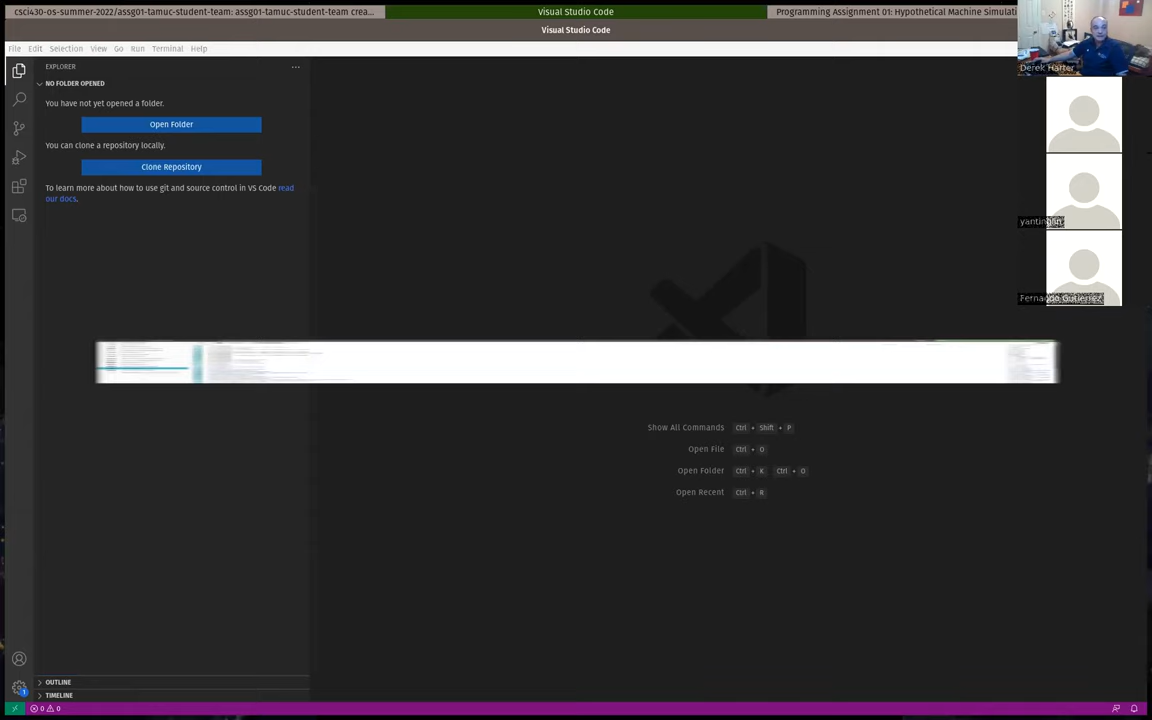 csci430-os-summer-2022/assg01-tamuc-student-team: assg01-tamuc-student-team crea...
Visual Studio Code
Programming Assignment 01: Hypothetical Machine Simulati
Visual Studio Code
File Edit Selection View Go Run Terminal Help
Derek Harter
EXPLORER
NO FOLDER OPENED
You have not yet opened a folder.
Open Folder
You can clone a repository locally.
Clone Repository
To learn more about how to use git and source control in VS Code read
our docs.
Fernando Gutierrez
Show All Commands Ctrl + Shift + P
Open File Ctrl + O
Open Folder Ctrl + K Ctrl + O
Open Recent Ctrl + R
OUTLINE
1
TIMELINE
0 0